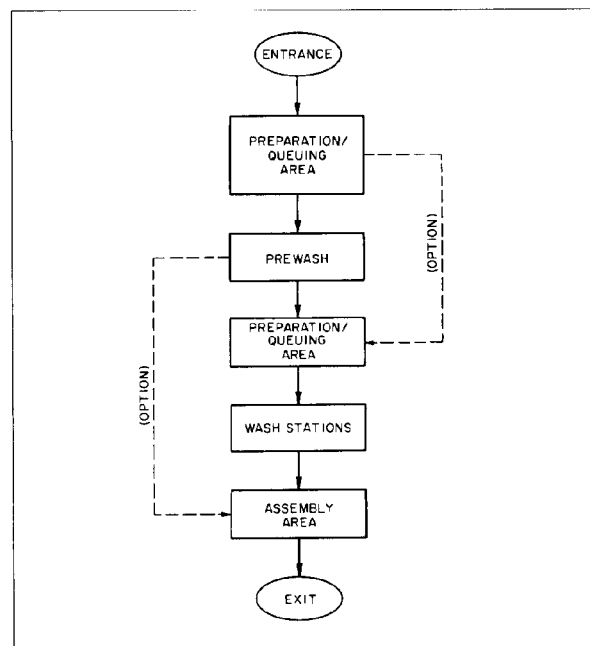 ENTRANCE
PREPARATION/
QUEUING
AREA
(OPTION)
PREWASH
PREPARATION/
QUEUING
AREA
(OPTION)
WASH STATIONS
ASSEMBLY
AREA
EXIT